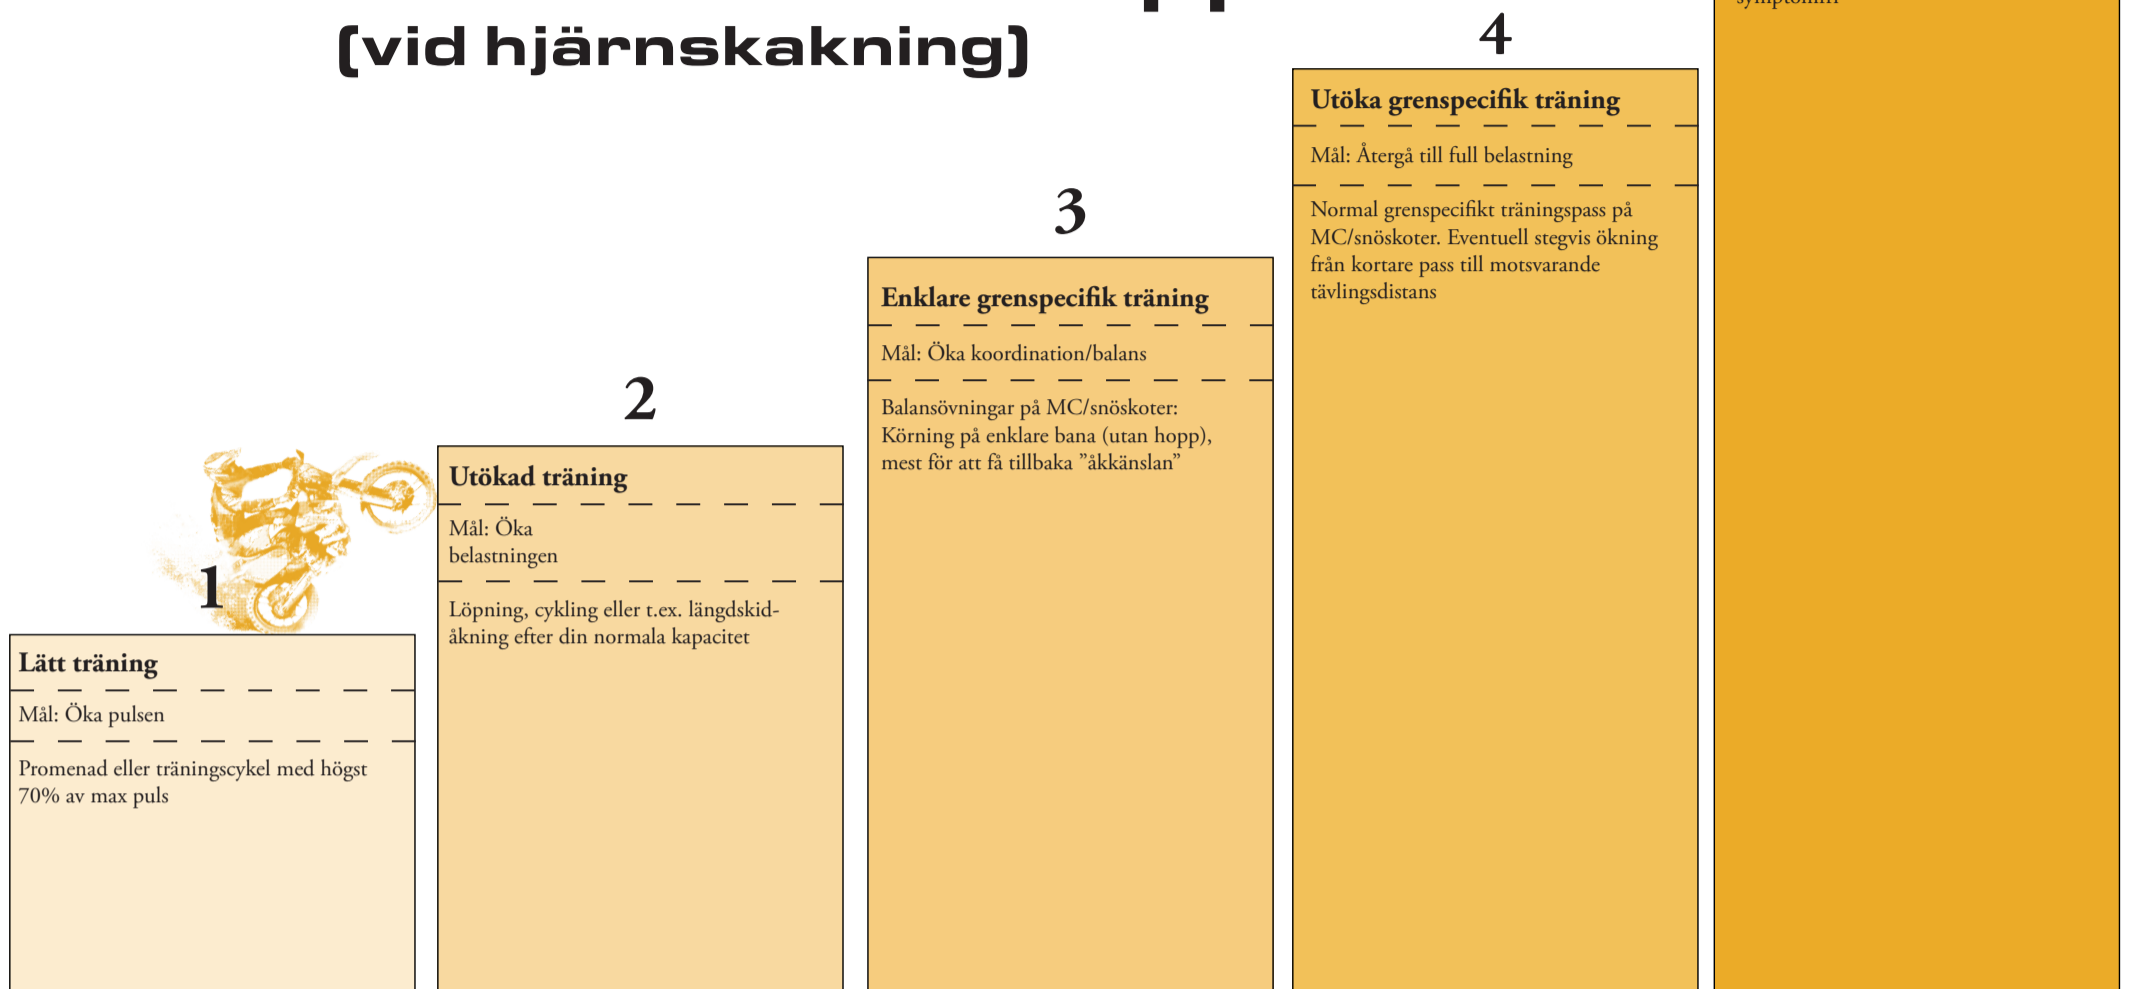 (vid hjärnskakning)
1
Lätt träning
Mål: Öka pulsen
Promenad eller träningscykel med högst
70% av max puls
2
Utökad träning
Mål: Öka
belastningen
Löpning, cykling eller t.ex. längdskid-
åkning efter din normala kapacitet
3
Enklare grenspecifik träning
Mål: Öka koordination/balans
Balansövningar på MC/snöskoter:
Körning på enklare bana (utan hopp),
mest för att få tillbaka ”åkkänslan”
4
Utöka grenspecifik träning
Mål: Återgå till full belastning
Normal grenspecifikt träningspass på
MC/snöskoter. Eventuell stegvis ökning
från kortare pass till motsvarande
tävlingsdistans